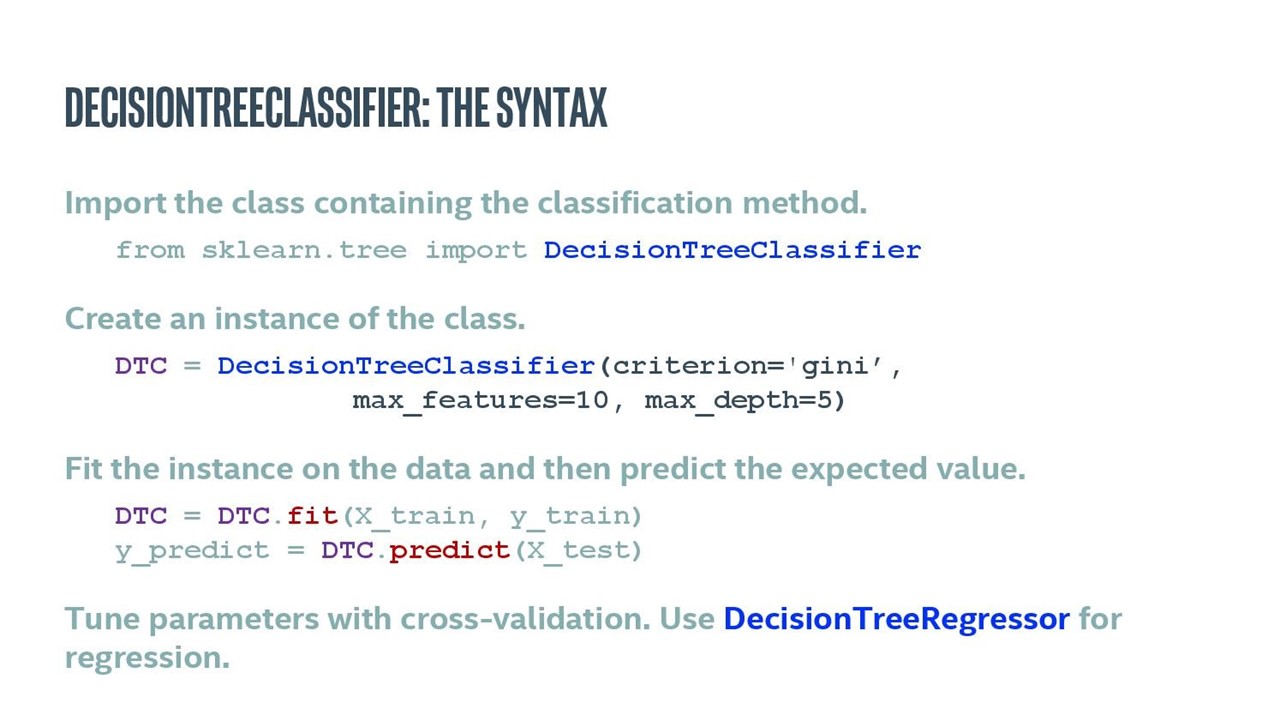 DECISIONTREECLASSIFIER: THE SYNTAX
Import the class containing the classification method.
from sklearn.tree import DecisionTreeClassifier
Create an instance of the class.
DTC = DecisionTreeClassifier(criterion='gini’,
max_features=10, max_depth=5)
Fit the instance on the data and then predict the expected value.
DTC = DTC.fit(X_train, y_train)
y_predict = DTC.predict(X_test)
Tune parameters with cross-validation. Use DecisionTreeRegressor for
regression.